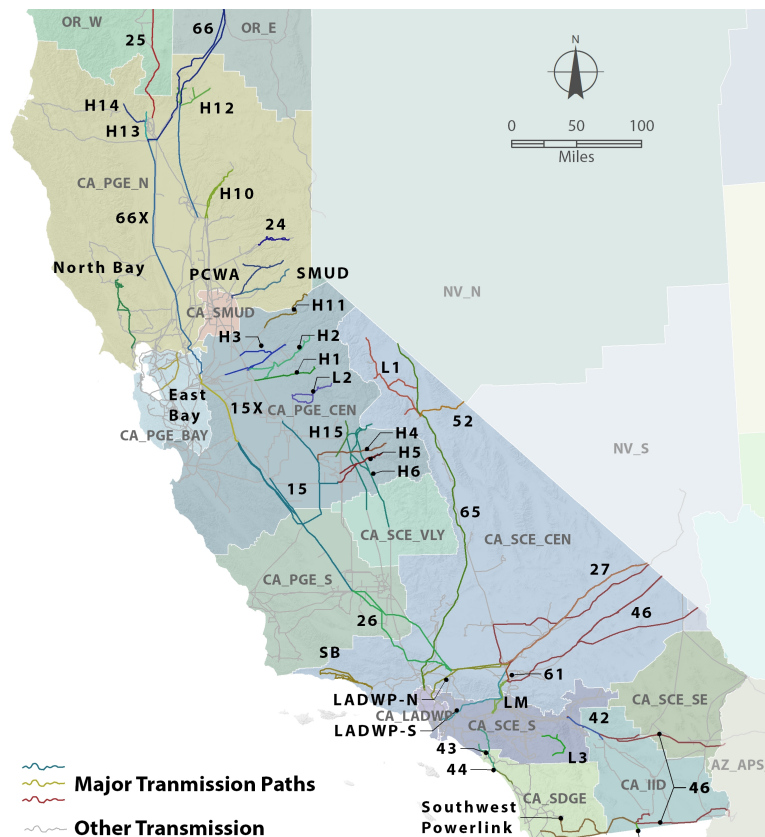 OR_W
25
66
OR_E
N
H14
H12
H13
0 50 100
Miles
CA_PGE_N
H10
66X
24
North Bay
PCWA
SMUD
NV_N
CA_SMUD
H11
H3
H2
H1
L1
L2
East
Bay
15X
CA_PGE_CEN
52
CA_PGE_BAY
H15
H4
H5
H6
NV_S
15
65
CA_SCE_VLY
CA_SCE_CEN
CA_PGE_S
27
46
26
SB
61
LADWP-N
LM
CA_SCE_SE
CA_LADWP
LADWP-S
CA_SCE_S
42
43
L3
44
AZ_APS
Major Tranmission Paths
CA_IID
46
CA_SDGE
Southwest
Powerlink
Other Transmission